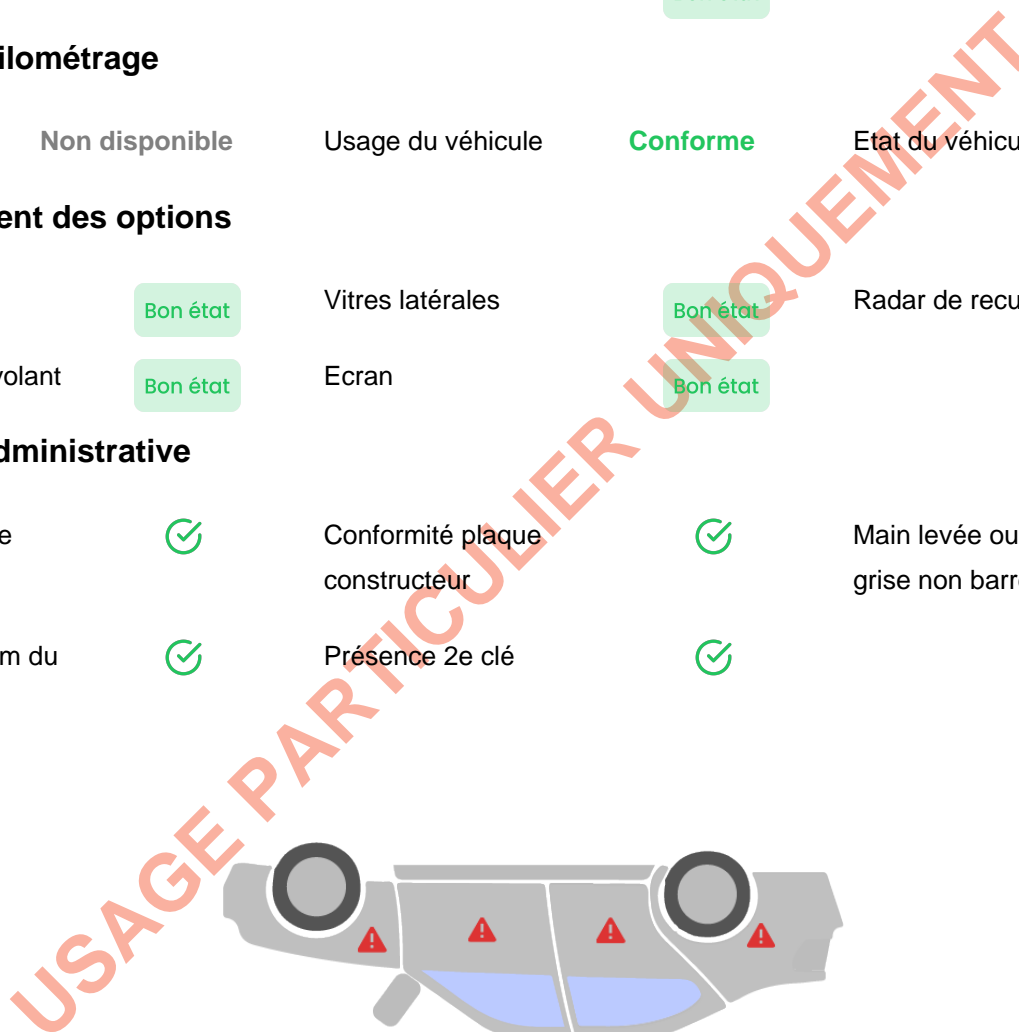 ilométrage
Non disponible Usage du véhicule Conforme Etat du véhicu
ent des options
Bon état Vitres latérales Bon état Radar de recu
volant Bon état Ecran Bon état
dministrative
e Conformité plaque Main levée ou
constructeur grise non barr
m du Présence 2e clé
USAGE PARTICULIER UNIQUEMENT